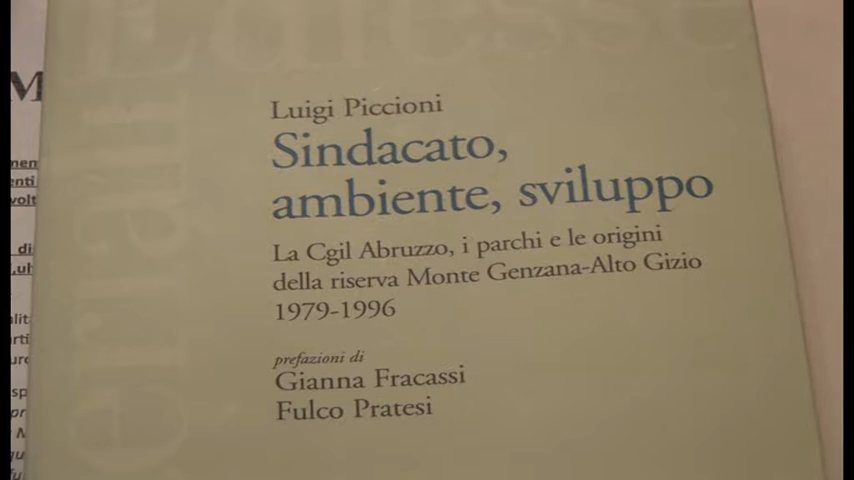 Ediesse
Luigi Piccioni
Sindacato,
ambiente, sviluppo
La Cgil Abruzzo, i parchi e le origini
della riserva Monte Genzana-Alto Gizio
1979-1996
prefazioni di
Gianna Fracassi
Fulco Pratesi